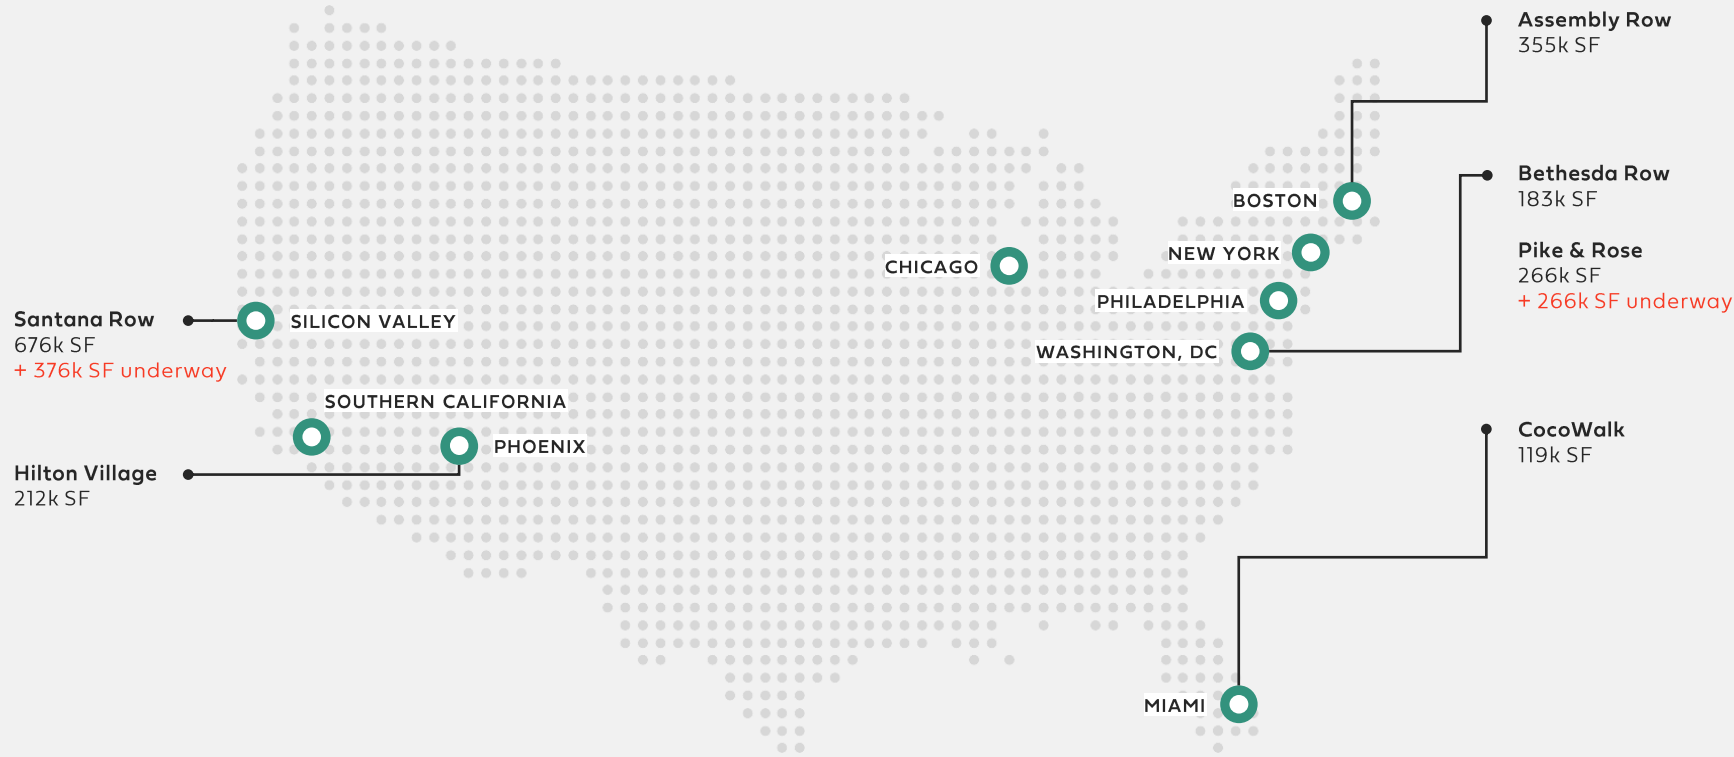 Assembly Row
355k SF
Bethesda Row
183k SF
BOSTON
NEW YORK
Pike & Rose
266k SF
+ 266k SF underway
CHICAGO
PHILADELPHIA
Santana Row
676k SF
+ 376k SF underway
SILICON VALLEY
WASHINGTON, DC
SOUTHERN CALIFORNIA
PHOENIX
CocoWalk
119k SF
Hilton Village
212k SF
MIAMI